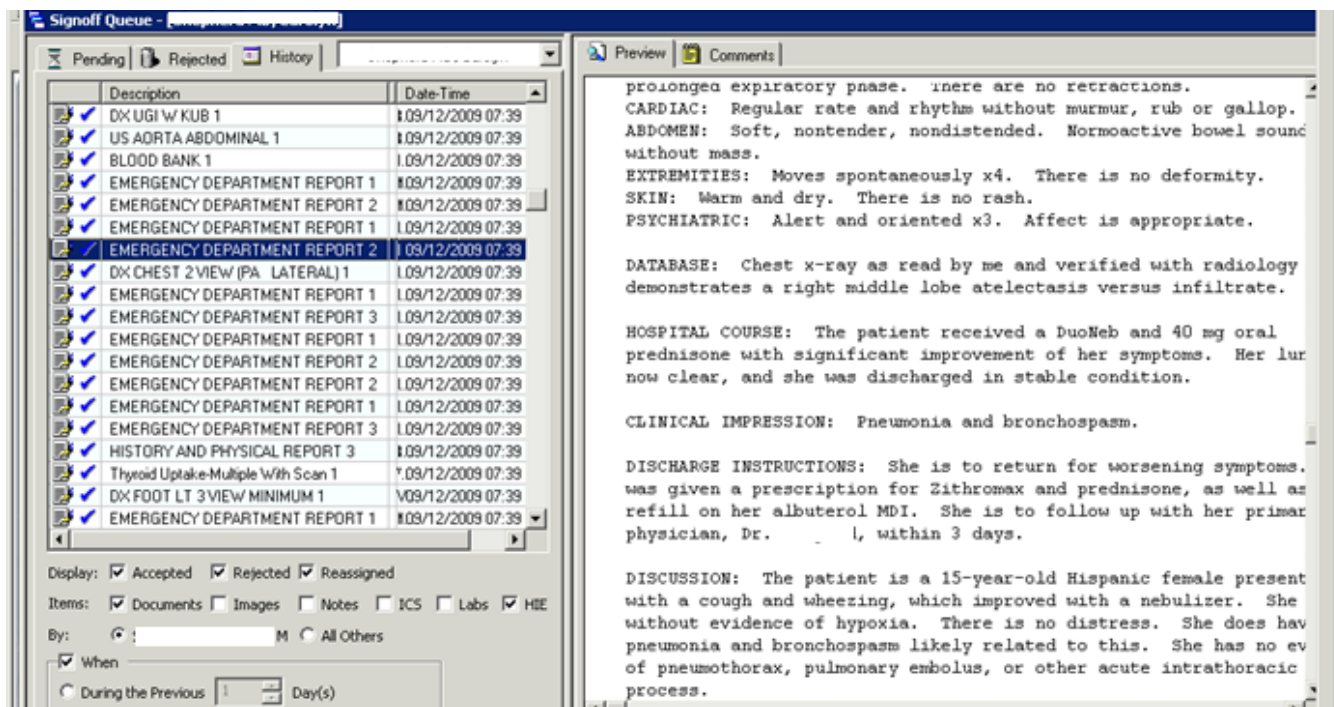 Signoff Queue -
Pending Rejected History
Description Date-Time
DX UGI W KUB 1 09/12/2009 07:39
US AORTA ABDOMINAL 1 09/12/2009 07:39
BLOOD BANK 1 09/12/2009 07:39
EMERGENCY DEPARTMENT REPORT 1 09/12/2009 07:39
EMERGENCY DEPARTMENT REPORT 2 09/12/2009 07:39
EMERGENCY DEPARTMENT REPORT 1 09/12/2009 07:39
EMERGENCY DEPARTMENT REPORT 2 09/12/2009 07:39
DX CHEST 2 VIEW (PA LATERAL) 1 09/12/2009 07:39
EMERGENCY DEPARTMENT REPORT 1 09/12/2009 07:39
EMERGENCY DEPARTMENT REPORT 3 09/12/2009 07:39
EMERGENCY DEPARTMENT REPORT 1 09/12/2009 07:39
EMERGENCY DEPARTMENT REPORT 2 09/12/2009 07:39
EMERGENCY DEPARTMENT REPORT 2 09/12/2009 07:39
EMERGENCY DEPARTMENT REPORT 1 09/12/2009 07:39
EMERGENCY DEPARTMENT REPORT 3 09/12/2009 07:39
HISTORY AND PHYSICAL REPORT 3 09/12/2009 07:39
Thyroid Uptake-Multiple With Scan 1 09/12/2009 07:39
DX FOOT LT 3 VIEW MINIMUM 1 09/12/2009 07:39
EMERGENCY DEPARTMENT REPORT 1 09/12/2009 07:39
Display: Accepted Rejected Reassigned
Items: Documents Images Notes ICS Labs HIE
By: M All Others
When
During the Previous 1 Day(s)
Preview Comments
prolonged expiratory phase. There are no retractions.
CARDIAC: Regular rate and rhythm without murmur, rub or gallop.
ABDOMEN: Soft, nontender, nondistended. Normoactive bowel sound
without mass.
EXTREMITIES: Moves spontaneously x4. There is no deformity.
SKIN: Warm and dry. There is no rash.
PSYCHIATRIC: Alert and oriented x3. Affect is appropriate.
DATABASE: Chest x-ray as read by me and verified with radiology
demonstrates a right middle lobe atelectasis versus infiltrate.
HOSPITAL COURSE: The patient received a DuoNeb and 40 mg oral
prednisone with significant improvement of her symptoms. Her lun
now clear, and she was discharged in stable condition.
CLINICAL IMPRESSION: Pneumonia and bronchospasm.
DISCHARGE INSTRUCTIONS: She is to return for worsening symptoms.
was given a prescription for Zithromax and prednisone, as well as
refill on her albuterol MDI. She is to follow up with her primar
physician, Dr. l, within 3 days.
DISCUSSION: The patient is a 15-year-old Hispanic female present
with a cough and wheezing, which improved with a nebulizer. She
without evidence of hypoxia. There is no distress. She does hav
pneumonia and bronchospasm likely related to this. She has no ev
of pneumothorax, pulmonary embolus, or other acute intrathoracic
process.